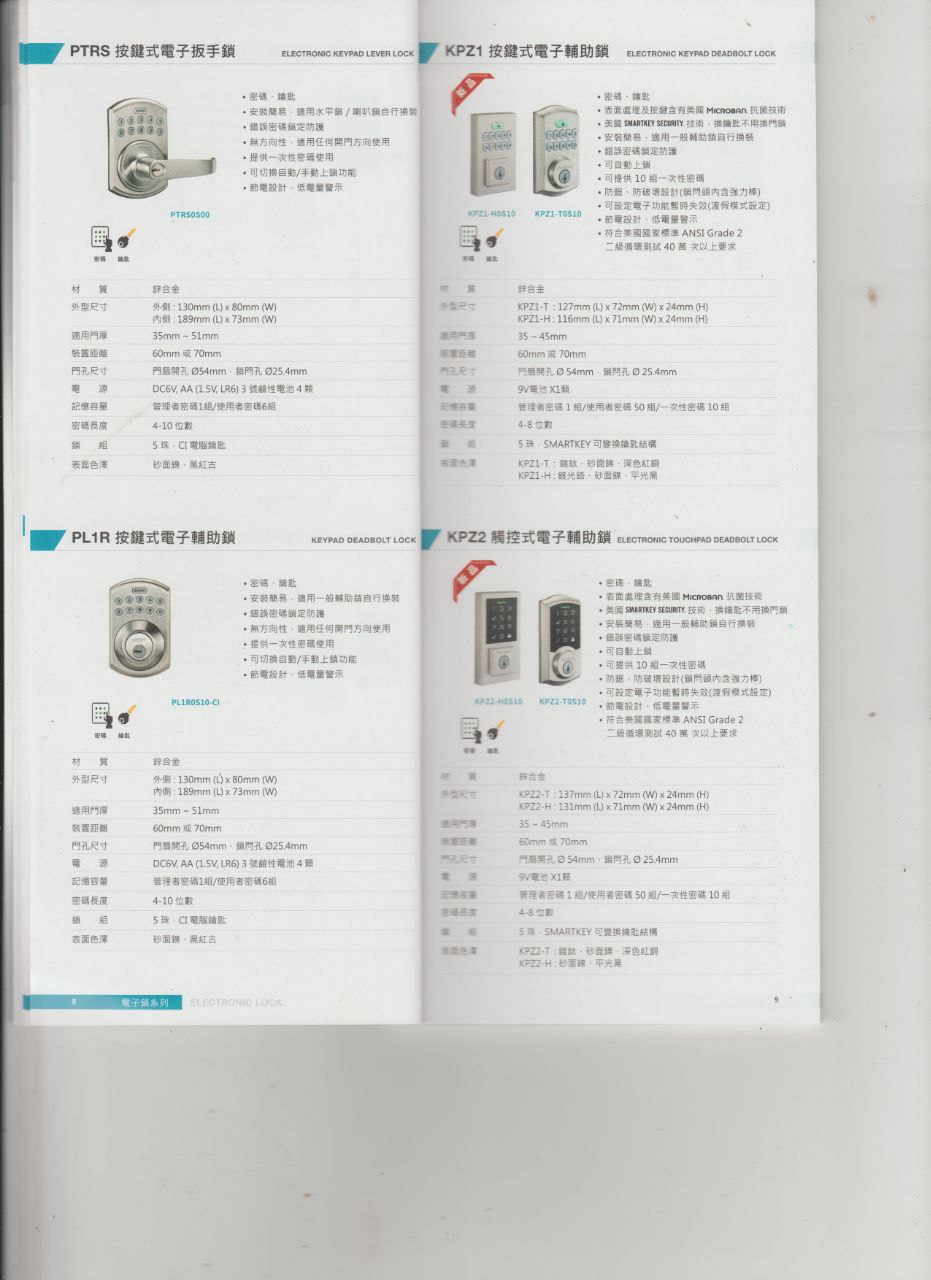 PTRS 按鍵式電子扳手鎖 ELECTRONIC KEYPAD LEVER LOCK
• 密碼、鑰匙
• 安裝簡易，適用水平鎖 / 喇叭鎖自行換裝
• 錯誤密碼鎖定防護
• 無方向性，適用任何開門方向使用
• 提供一次性密碼使用
• 可切換自動/手動上鎖功能
• 節電設計、低電量警示
PTRS0S00
密碼 鑰匙
材 質 鋅合金
外型尺寸 外側 : 130mm (L) x 80mm (W)
內側 : 189mm (L) x 73mm (W)
適用門厚 35mm ~ 51mm
裝置距離 60mm 或 70mm
門孔尺寸 門扇開孔 Ø54mm，鎖閂孔 Ø25.4mm
電 源 DC6V, AA (1.5V, LR6) 3 號鹼性電池 4 顆
記憶容量 管理者密碼1組/使用者密碼6組
密碼長度 4-10 位數
鎖 組 5 珠，CI 電腦鑰匙
表面色澤 砂面鎳、黑紅古
PL1R 按鍵式電子輔助鎖 KEYPAD DEADBOLT LOCK
• 密碼、鑰匙
• 安裝簡易，適用一般輔助鎖自行換裝
• 錯誤密碼鎖定防護
• 無方向性，適用任何開門方向使用
• 提供一次性密碼使用
• 可切換自動/手動上鎖功能
• 節電設計、低電量警示
PL1R0S10-CI
密碼 鑰匙
材 質 鋅合金
外型尺寸 外側 : 130mm (L) x 80mm (W)
內側 : 189mm (L) x 73mm (W)
適用門厚 35mm ~ 51mm
裝置距離 60mm 或 70mm
門孔尺寸 門扇開孔 Ø54mm，鎖閂孔 Ø25.4mm
電 源 DC6V, AA (1.5V, LR6) 3 號鹼性電池 4 顆
記憶容量 管理者密碼1組/使用者密碼6組
密碼長度 4-10 位數
鎖 組 5 珠，CI 電腦鑰匙
表面色澤 砂面鎳、黑紅古
8 電子鎖系列 ELECTRONIC LOCK
KPZ1 按鍵式電子輔助鎖 ELECTRONIC KEYPAD DEADBOLT LOCK
新品
• 密碼、鑰匙
• 表面處理及按鍵含有美國 MICROBAN 抗菌技術
• 美國 SMARTKEY SECURITY 技術，換鑰匙不用換門鎖
• 安裝簡易，適用一般輔助鎖自行換裝
• 錯誤密碼鎖定防護
• 可自動上鎖
• 可提供 10 組一次性密碼
• 防鋸、防破壞設計(鎖閂頭內含強力棒)
• 可設定電子功能暫時失效(渡假模式設定)
• 節電設計、低電量警示
• 符合美國國家標準 ANSI Grade 2
二級循環測試 40 萬 次以上要求
KPZ1-H0S10 KPZ1-T0S10
密碼 鑰匙
材 質 鋅合金
外型尺寸 KPZ1-T : 127mm (L) x 72mm (W) x 24mm (H)
KPZ1-H : 116mm (L) x 71mm (W) x 24mm (H)
適用門厚 35 ~ 45mm
裝置距離 60mm 或 70mm
門孔尺寸 門扇開孔 Ø 54mm，鎖閂孔 Ø 25.4mm
電 源 9V電池 X1顆
記憶容量 管理者密碼 1 組/使用者密碼 50 組/一次性密碼 10 組
密碼長度 4-8 位數
鎖 組 5 珠，SMARTKEY 可變換鑰匙結構
表面色澤 KPZ1-T : 鍍鈦、砂面鎳、深色紅銅
KPZ1-H : 鍍光鉻、砂面鎳、平光黑
KPZ2 觸控式電子輔助鎖 ELECTRONIC TOUCHPAD DEADBOLT LOCK
新品
• 密碼、鑰匙
• 表面處理含有美國 MICROBAN 抗菌技術
• 美國 SMARTKEY SECURITY 技術，換鑰匙不用換門鎖
• 安裝簡易，適用一般輔助鎖自行換裝
• 錯誤密碼鎖定防護
• 可自動上鎖
• 可提供 10 組一次性密碼
• 防鋸、防破壞設計(鎖閂頭內含強力棒)
• 可設定電子功能暫時失效(渡假模式設定)
• 節電設計、低電量警示
• 符合美國國家標準 ANSI Grade 2
二級循環測試 40 萬 次以上要求
KPZ2-H0S10 KPZ2-T0S10
密碼 鑰匙
材 質 鋅合金
外型尺寸 KPZ2-T : 137mm (L) x 72mm (W) x 24mm (H)
KPZ2-H : 131mm (L) x 71mm (W) x 24mm (H)
適用門厚 35 ~ 45mm
裝置距離 60mm 或 70mm
門孔尺寸 門扇開孔 Ø 54mm，鎖閂孔 Ø 25.4mm
電 源 9V電池 X1顆
記憶容量 管理者密碼 1 組/使用者密碼 50 組/一次性密碼 10 組
密碼長度 4-8 位數
鎖 組 5 珠，SMARTKEY 可變換鑰匙結構
表面色澤 KPZ2-T : 鍍鈦、砂面鎳、深色紅銅
KPZ2-H : 砂面鎳、平光黑
9